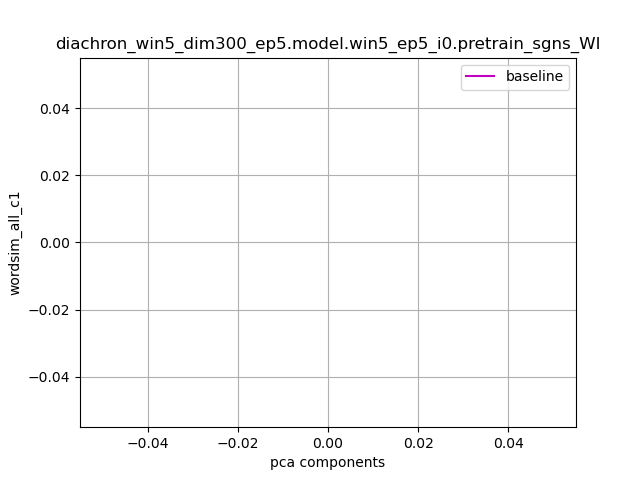 diachron_win5_dim300_ep5.model.win5_ep5_i0.pretrain_sgns_WI
baseline
0.04
0.02
0.00
−0.02
−0.04
wordsim_all_c1
−0.04
−0.02
0.00
0.02
0.04
pca components